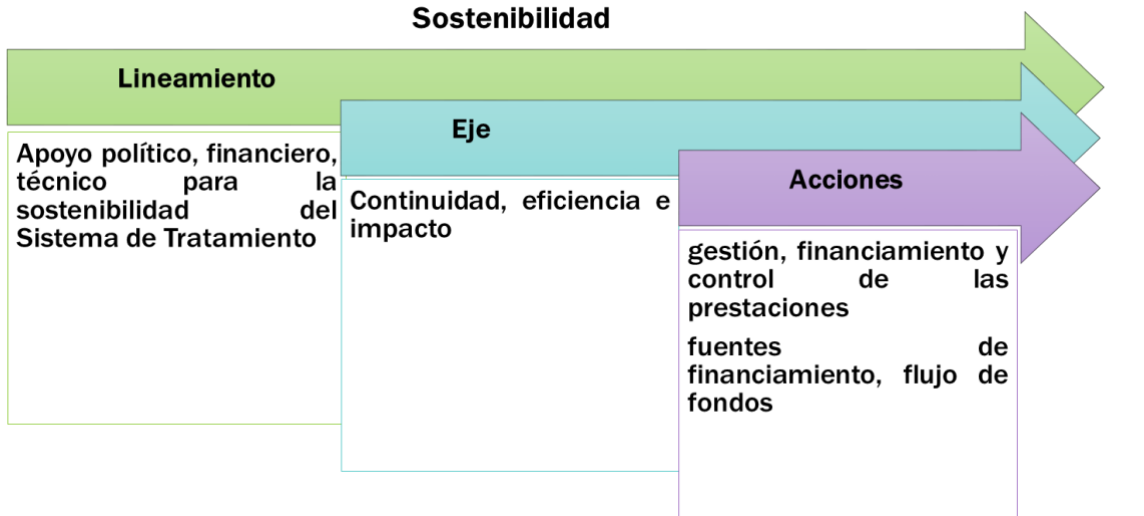 Sostenibilidad
Lineamiento
Apoyo político, financiero,
técnico para la
sostenibilidad del
Sistema de Tratamiento
Eje
Continuidad, eficiencia e
impacto
Acciones
gestión, financiamiento y
control de las
prestaciones
fuentes de
financiamiento, flujo de
fondos